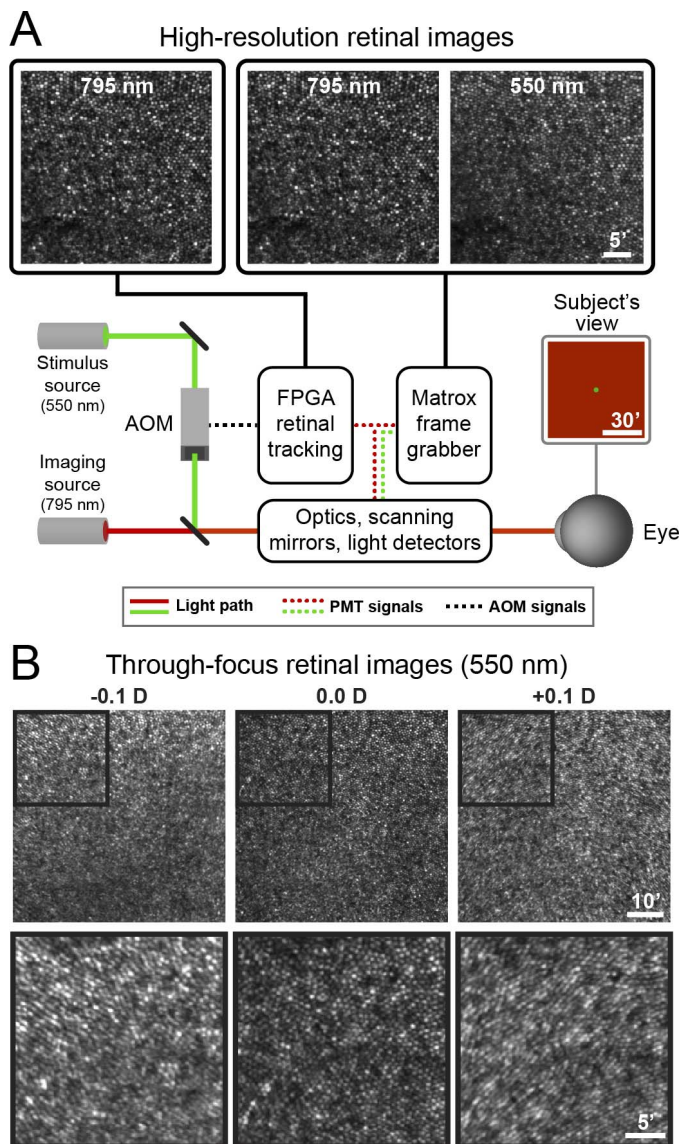 A
High-resolution retinal images
795 nm
795 nm
550 nm
5’
Stimulus
source
(550 nm)
AOM
FPGA
retinal
tracking
Matrox
frame
grabber
Subject’s
view
30’
Imaging
source
(795 nm)
Optics, scanning
mirrors, light detectors
Eye
Light path
PMT signals
AOM signals
B
Through-focus retinal images (550 nm)
-0.1 D
0.0 D
+0.1 D
10’
5’